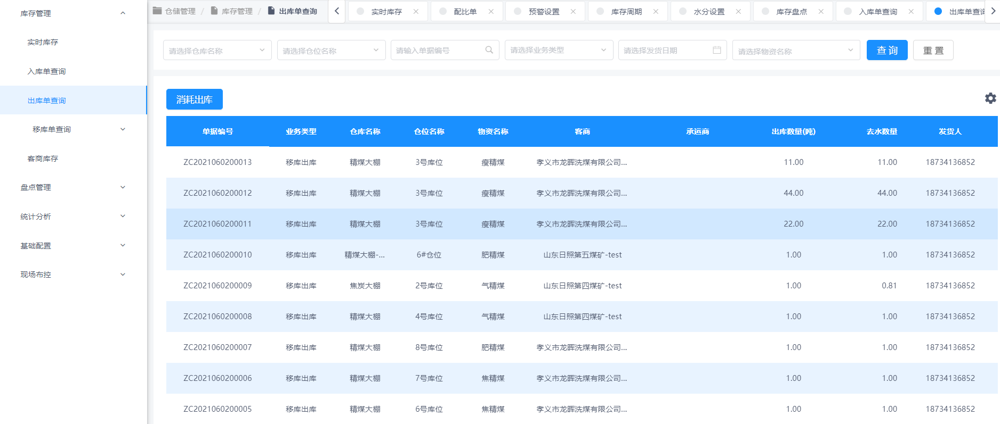 库存管理
实时库存
入库单查询
出库单查询
移库单查询
客商库存
盘点管理
统计分析
基础配置
现场布控
仓储管理 / 库存管理 / 出库单查询
实时库存 配比单 预警设置 库存周期 水分设置 库存盘点 入库单查询 出库单查询
请选择仓库名称 请选择仓位名称 请输入单据编号 请选择业务类型 请选择发货日期 请选择物资名称 查 询 重 置
消耗出库
单据编号 业务类型 仓库名称 仓位名称 物资名称 客商 承运商 出库数量(吨) 去水数量 发货人
ZC2021060200013 移库出库 精煤大棚 3号库位 瘦精煤 孝义市龙晖洗煤有限公司... 11.00 11.00 18734136852
ZC2021060200012 移库出库 精煤大棚 3号库位 瘦精煤 孝义市龙晖洗煤有限公司... 44.00 44.00 18734136852
ZC2021060200011 移库出库 精煤大棚 3号库位 瘦精煤 孝义市龙晖洗煤有限公司... 22.00 22.00 18734136852
ZC2021060200010 移库出库 精煤大棚-... 6#仓位 肥精煤 山东日照第五煤矿-test 1.00 1.00 18734136852
ZC2021060200009 移库出库 焦炭大棚 2号库位 气精煤 山东日照第四煤矿-test 1.00 0.81 18734136852
ZC2021060200008 移库出库 精煤大棚 4号库位 气精煤 山东日照第四煤矿-test 1.00 1.00 18734136852
ZC2021060200007 移库出库 精煤大棚 8号库位 肥精煤 孝义市龙晖洗煤有限公司... 1.00 1.00 18734136852
ZC2021060200006 移库出库 精煤大棚 7号库位 焦精煤 孝义市龙晖洗煤有限公司... 1.00 1.00 18734136852
ZC2021060200005 移库出库 精煤大棚 6号库位 焦精煤 孝义市龙晖洗煤有限公司... 1.00 1.00 18734136852